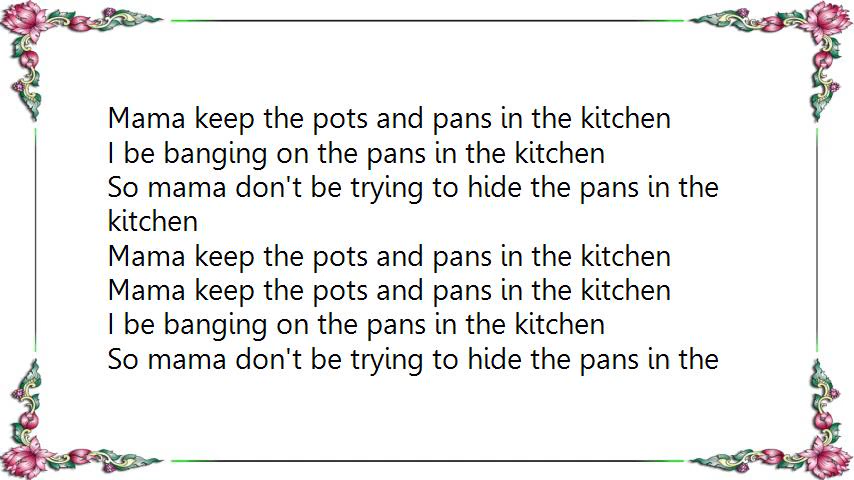 Mama keep the pots and pans in the kitchen
I be banging on the pans in the kitchen
So mama don't be trying to hide the pans in the
kitchen
Mama keep the pots and pans in the kitchen
Mama keep the pots and pans in the kitchen
I be banging on the pans in the kitchen
So mama don't be trying to hide the pans in the